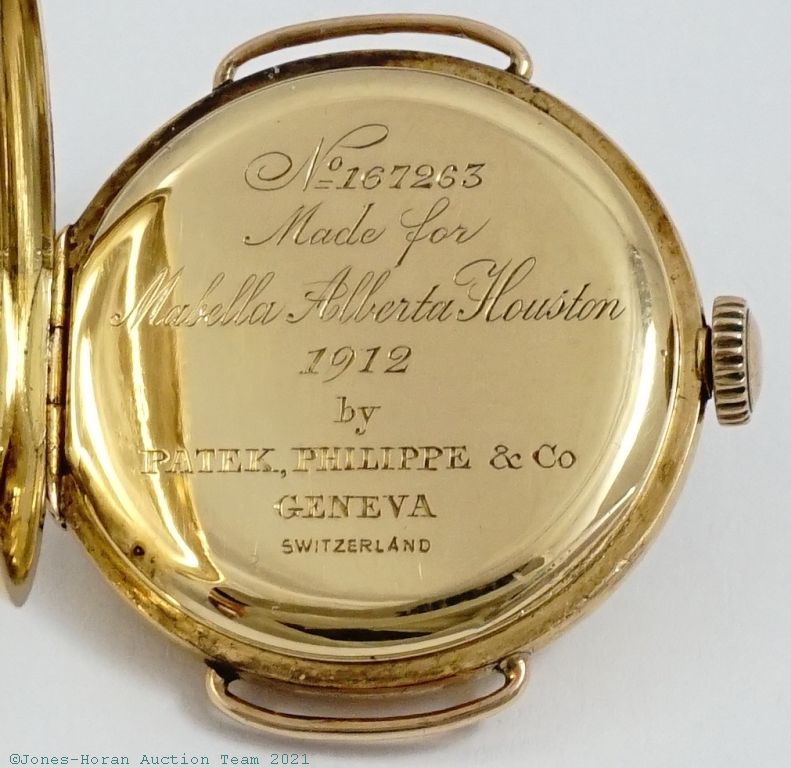 No 167263
Made for
Mabella Alberta Houston
1912
by
PATEK, PHILIPPE & Co
GENEVA
SWITZERLAND
©Jones-Horan Auction Team 2021